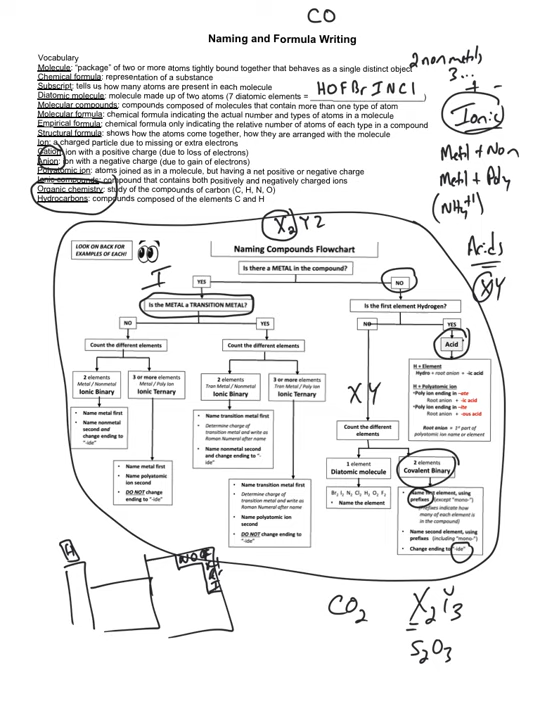 CO
Naming and Formula Writing
Vocabulary
Molecule: "package" of two or more atoms tightly bound together that behaves as a single distinct object
Chemical formula: representation of a substance
Subscript: tells us how many atoms are present in each molecule
Diatomic molecule: molecule made up of two atoms (7 diatomic elements = HOFBrINCl)
Molecular compounds: compounds composed of molecules that contain more than one type of atom
Molecular formula: chemical formula indicating the actual number and types of atoms in a molecule
Empirical formula: chemical formula only indicating the relative number of atoms of each type in a compound
Structural formula: shows how the atoms come together, how they are arranged with the molecule
Ion: a charged particle due to missing or extra electrons
Cation: ion with a positive charge (due to loss of electrons)
Anion: ion with a negative charge (due to gain of electrons)
Polyatomic ion: atoms joined as in a molecule, but having a net positive or negative charge
Ionic compounds: compound that contains both positively and negatively charged ions
Organic chemistry: study of the compounds of carbon (C, H, N, O)
Hydrocarbons: compounds composed of the elements C and H
2 nonmetals
3...
+ -
Ionic
Metl + Non
Metl + Poly
(NH4+1)
Acids
XY
X2YZ
LOOK ON BACK FOR
EXAMPLES OF EACH!
Naming Compounds Flowchart
Is there a METAL in the compound?
I
YES
NO
Is the METAL a TRANSITION METAL?
Is the first element Hydrogen?
NO
YES
NO
YES
Count the different elements
Count the different elements
Acid
2 elements
Metal / Nonmetal
Ionic Binary
3 or more elements
Metal / Poly Ion
Ionic Ternary
2 elements
Tran Metal / Nonmetal
Ionic Binary
3 or more elements
Tran Metal / Poly Ion
Ionic Ternary
H + Element
Hydro + root anion + -ic acid
H + Polyatomic ion
•Poly ion ending in –ate
Root anion + -ic acid
•Poly ion ending in –ite
Root anion + -ous acid
Root anion = 1st part of
polyatomic ion name or element
XY
• Name metal first
• Name nonmetal
second and change
ending to "-ide"
• Name metal first
• Name polyatomic
ion second
• DO NOT change
ending to "-ide"
• Name transition metal first
• Determine charge of
transition metal and write as
Roman Numeral after name
• Name nonmetal second
and change ending to "-
ide"
• Name transition metal first
• Determine charge of
transition metal and write as
Roman Numeral after name
• Name polyatomic ion
second
• DO NOT change ending to
"-ide"
Count the different
elements
1 element
Diatomic molecule
2 elements
Covalent Binary
Br2 I2 N2 Cl2 H2 O2 F2
• Name the element
• Name first element, using
prefixes (except "mono-")
(Prefixes indicate how
many of each element is
in the compound)
• Name second element, using
prefixes (including "mono-")
• Change ending to "-ide"
H
NOF
Cl
Br
I
CO2
X2Y3
S2O3